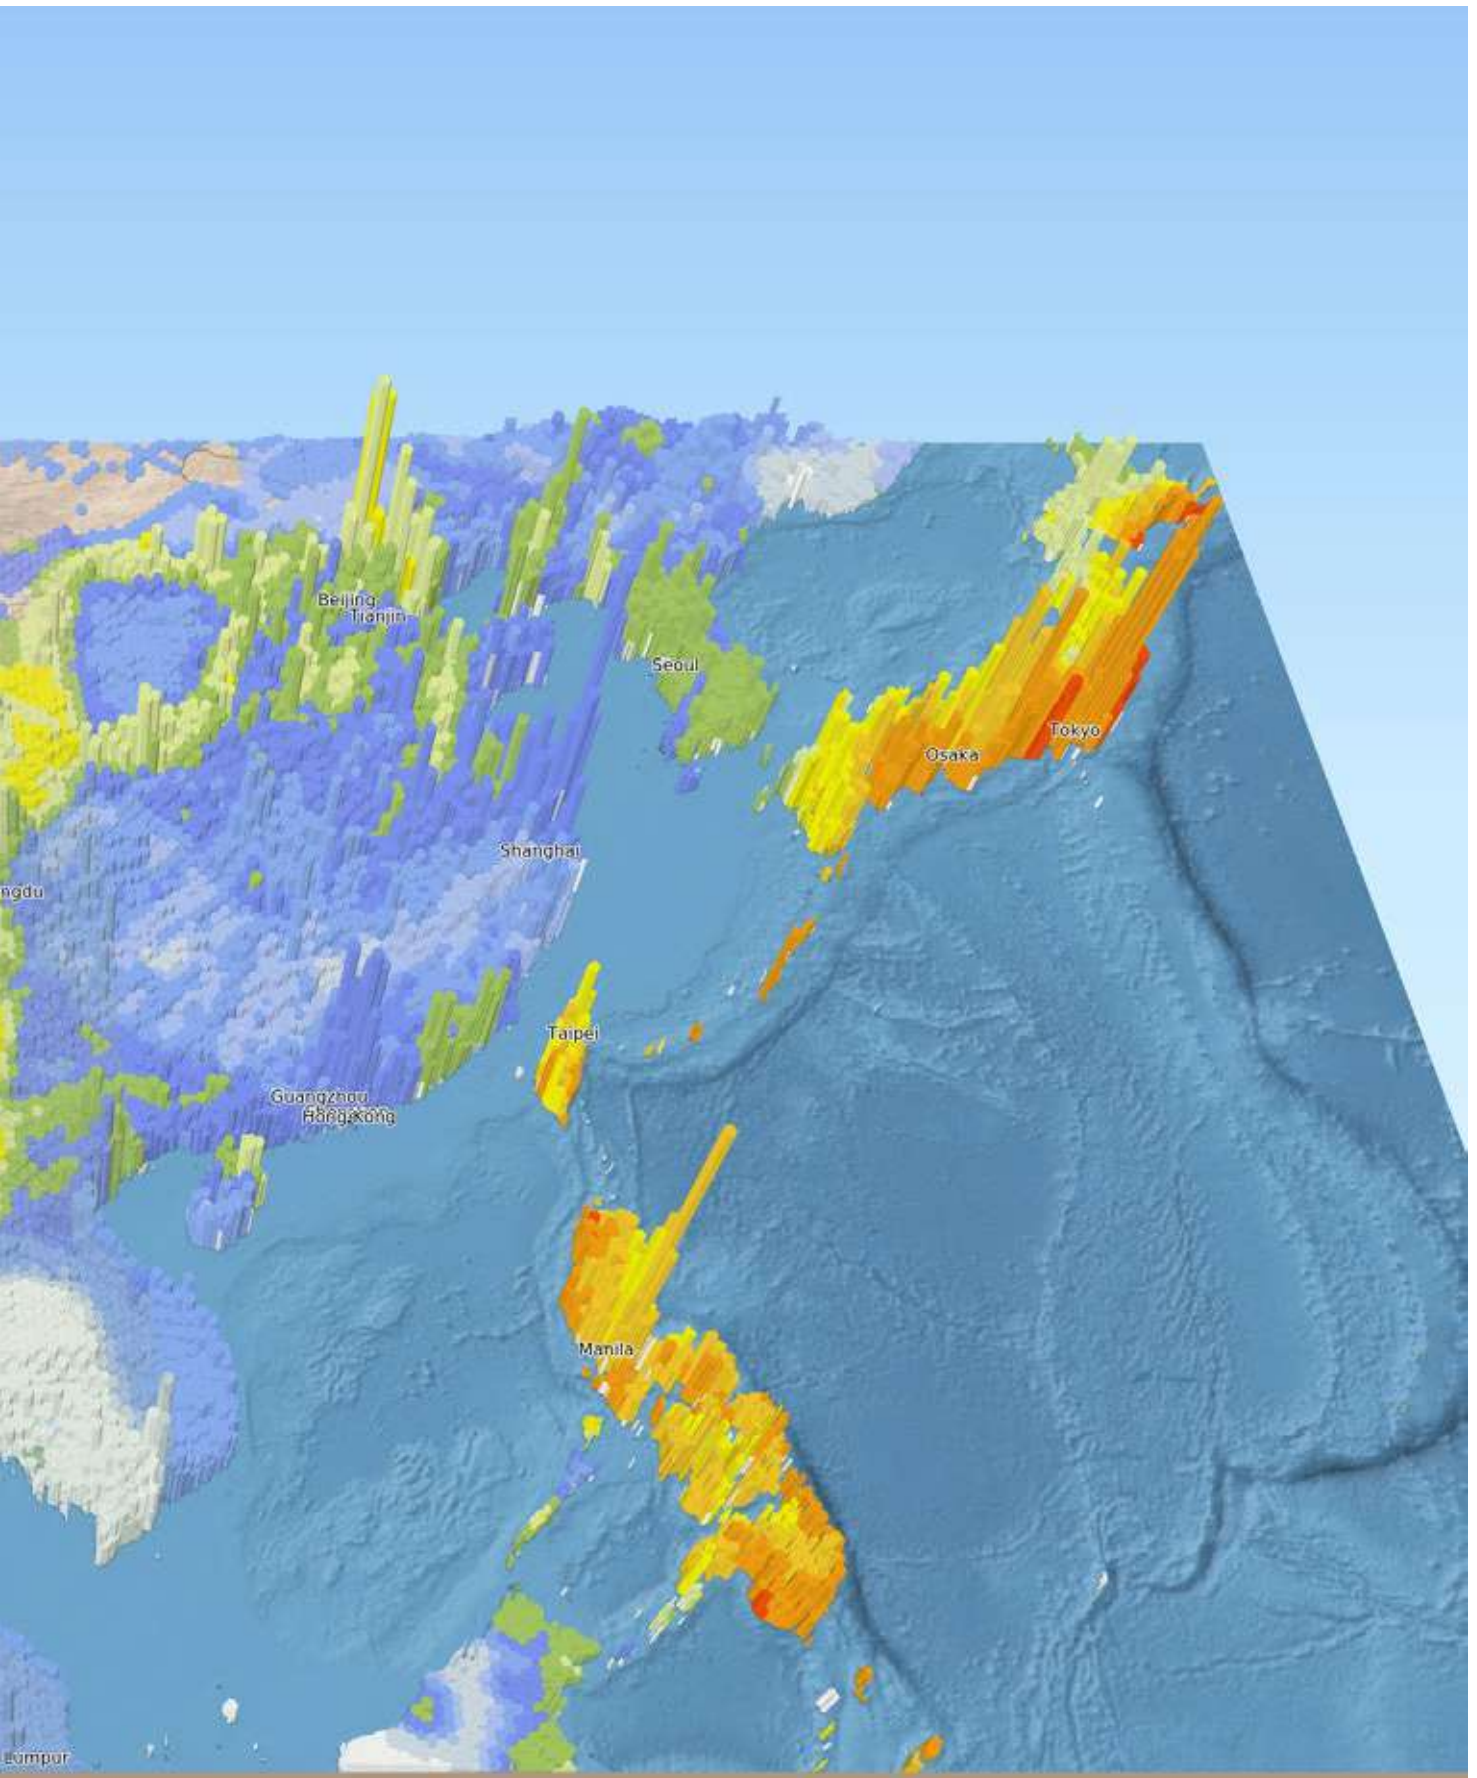 Beijing
Tianjin
Seoul
Tokyo
Osaka
Shanghai
ngdu
Taipei
Guangzhou
Hong Kong
Manila
Lumpur